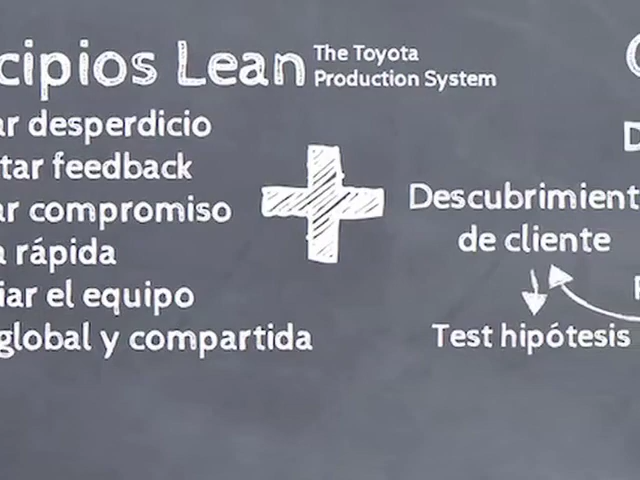 cipios Lean
The Toyota
Production System
ar desperdicio
tar feedback
ar compromiso
a rápida
iar el equipo
global y compartida
Descubrimient
de cliente
Test hipótesis